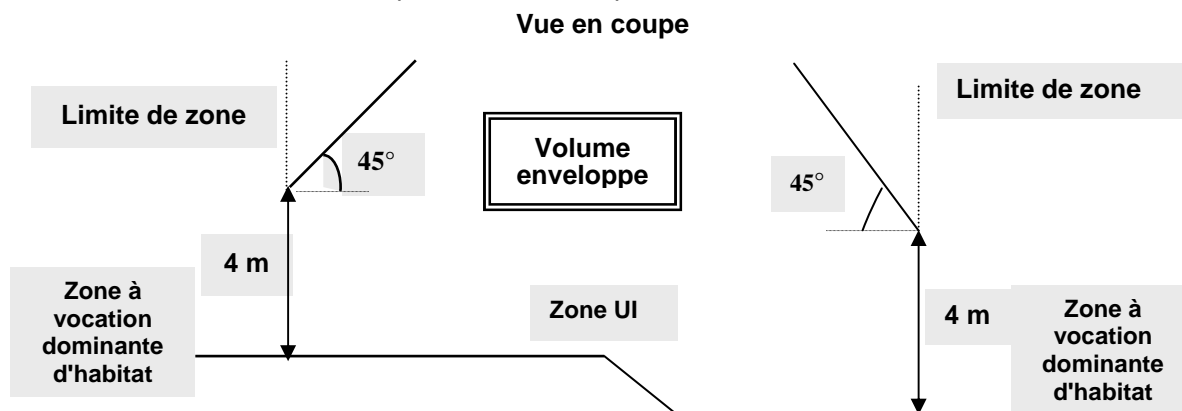 Vue en coupe
Limite de zone
45°
4 m
Zone à
vocation
dominante
d'habitat
Volume
enveloppe
Zone UI
Limite de zone
45°
4 m
Zone à
vocation
dominante
d'habitat